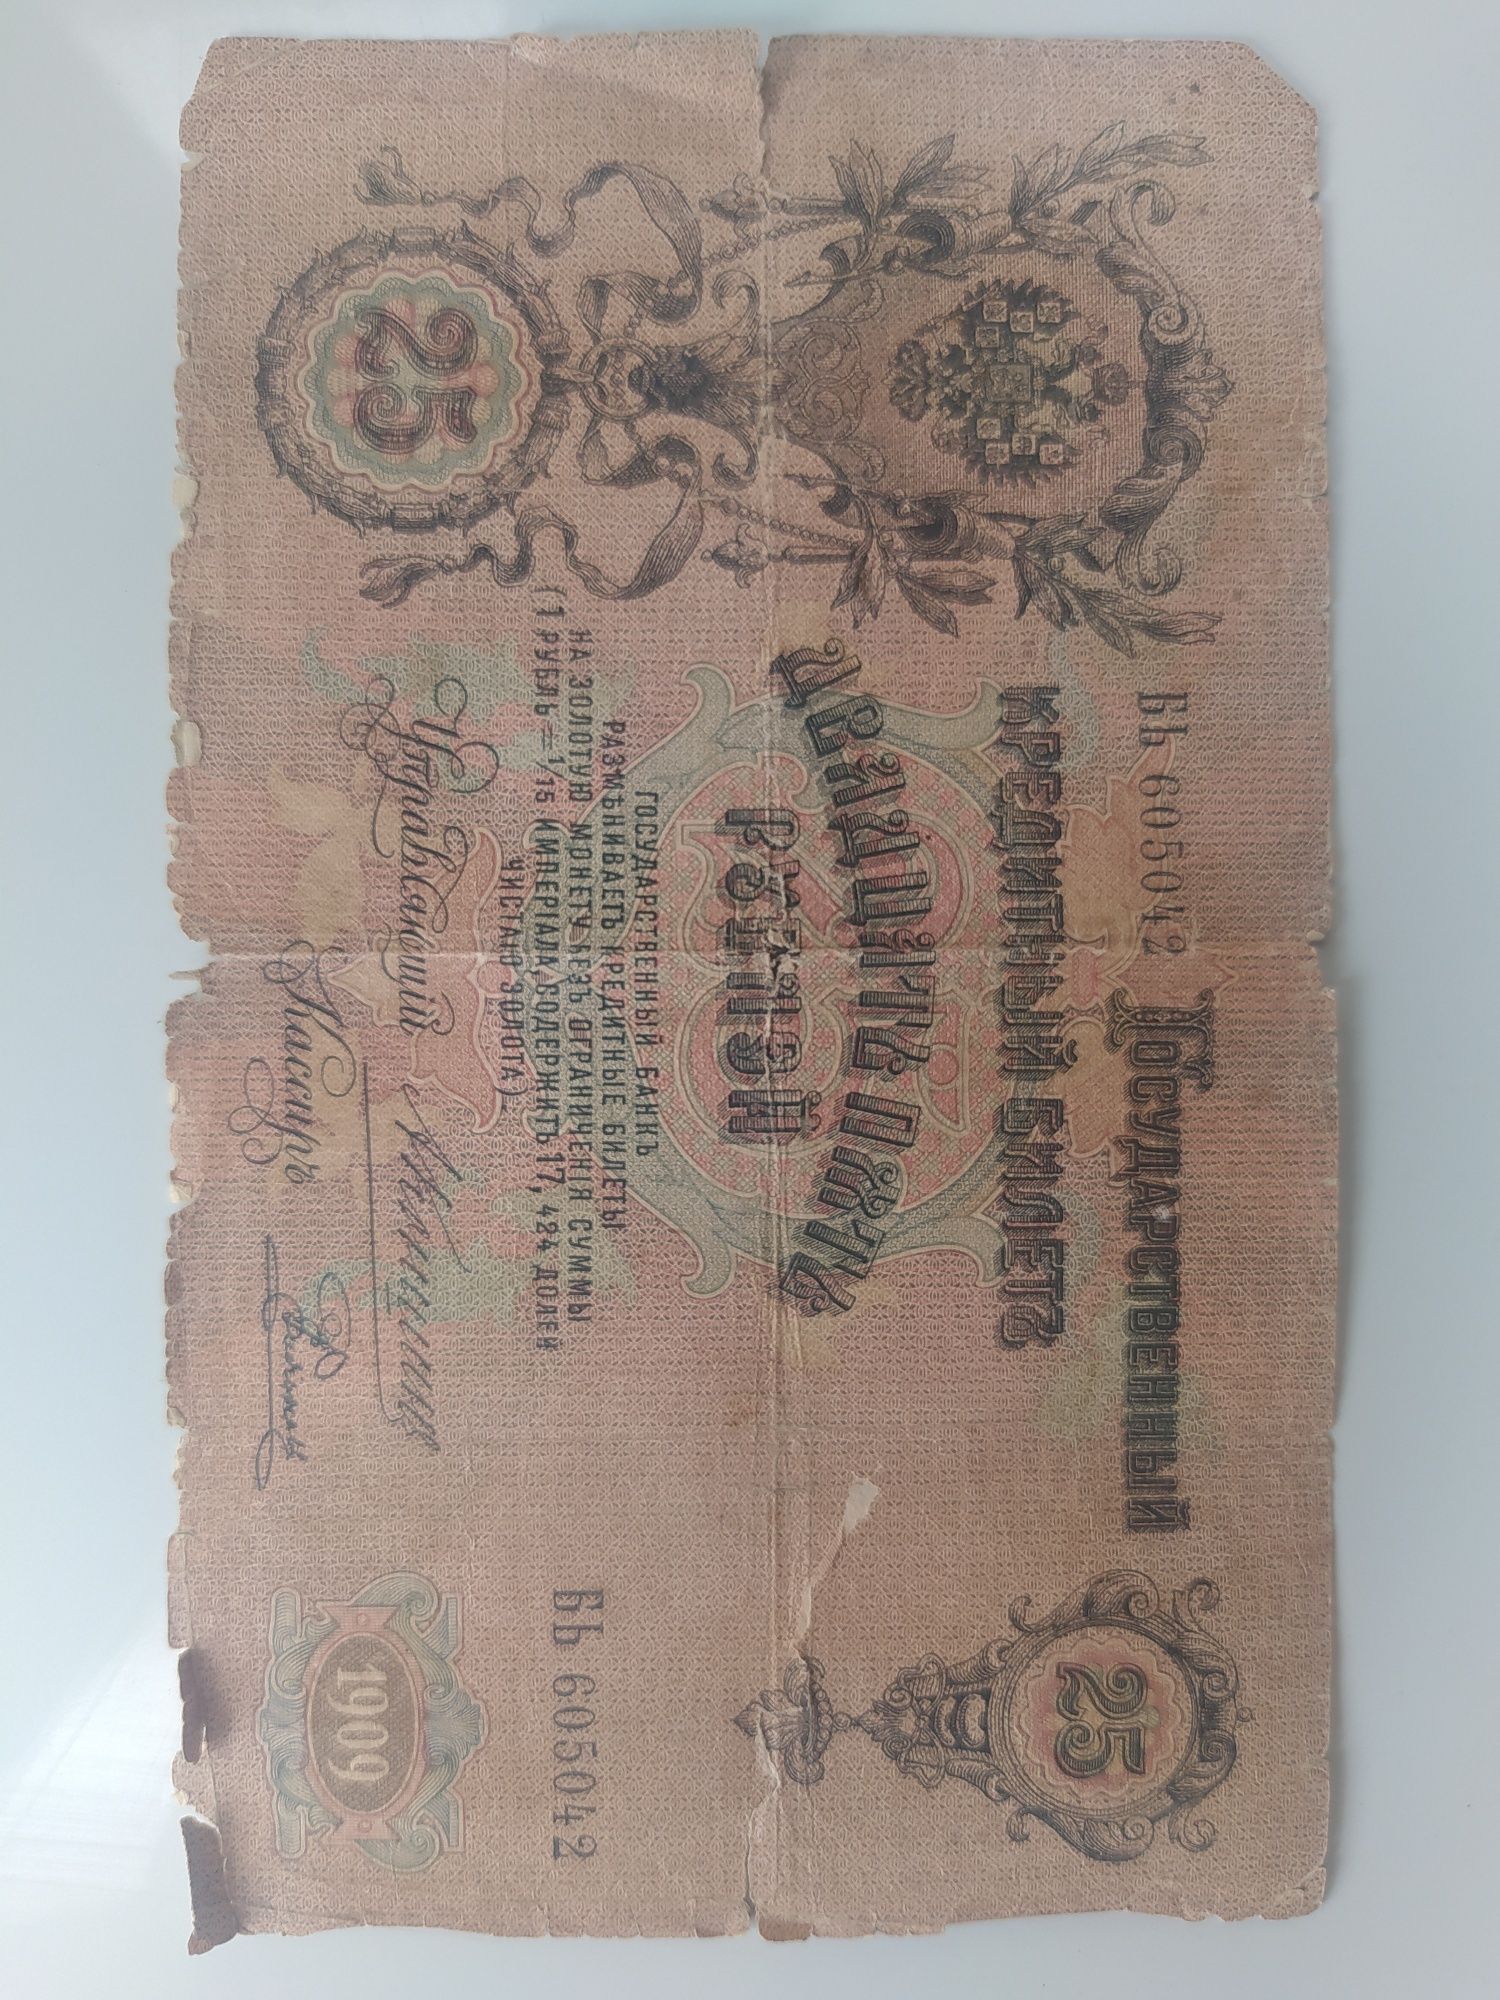 ГОСУДАРСТВЕННЫЙ
БЬ 605042
КРЕДИТНЫЙ БИЛЕТЪ
25
ДВАДЦАТЬ ПЯТЬ
РУБЛЕЙ
ГОСУДАРСТВЕННЫЙ БАНКЪ
РАЗМѢНИВАЕТЪ КРЕДИТНЫЕ БИЛЕТЫ
НА ЗОЛОТУЮ МОНЕТУ БЕЗЪ ОГРАНИЧЕНІЯ СУММЫ
(1 РУБЛЬ = 1/15 ИМПЕРІАЛА, СОДЕРЖИТЪ 17,424 ДОЛЕЙ
ЧИСТАГО ЗОЛОТА)
БЬ 605042
25
Управляющій
Кассиръ
1909